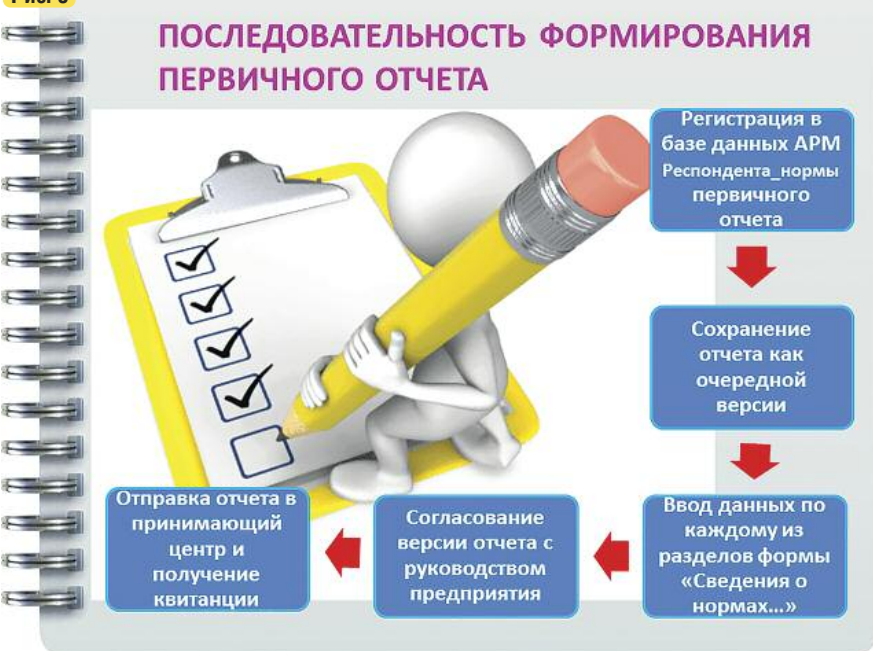 ПОСЛЕДОВАТЕЛЬНОСТЬ ФОРМИРОВАНИЯ
ПЕРВИЧНОГО ОТЧЕТА
Регистрация в
базе данных АРМ
Респондента_нормы
первичного
отчета
Сохранение
отчета как
очередной
версии
Ввод данных по
каждому из
разделов формы
«Сведения о
нормах...»
Согласование
версии отчета с
руководством
предприятия
Отправка отчета в
принимающий
центр и
получение
квитанции